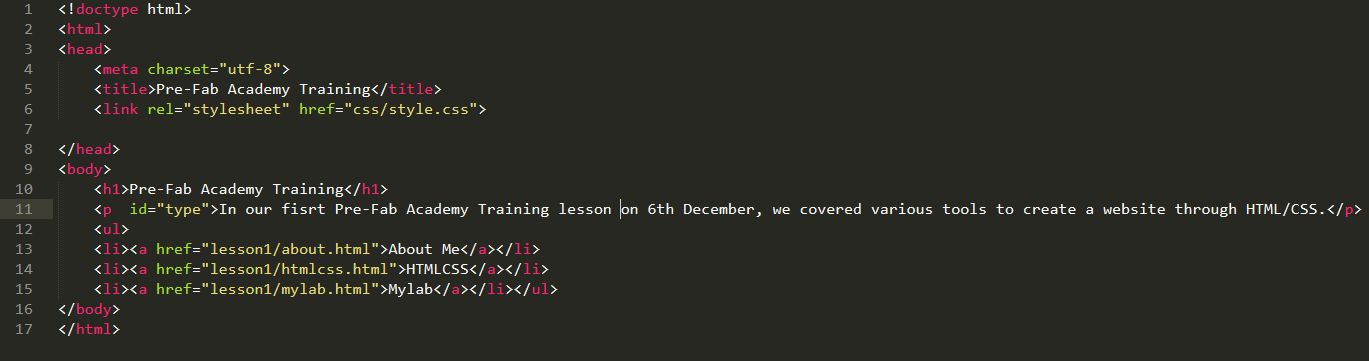 1 <!doctype html>
2 <html>
3 <head>
4     <meta charset="utf-8">
5     <title>Pre-Fab Academy Training</title>
6     <link rel="stylesheet" href="css/style.css">
7
8 </head>
9 <body>
10     <h1>Pre-Fab Academy Training</h1>
11     <p  id="type">In our fisrt Pre-Fab Academy Training lesson on 6th December, we covered various tools to create a website through HTML/CSS.</p>
12     <ul>
13     <li><a href="lesson1/about.html">About Me</a></li>
14     <li><a href="lesson1/htmlcss.html">HTMLCSS</a></li>
15     <li><a href="lesson1/mylab.html">Mylab</a></li></ul>
16 </body>
17 </html>